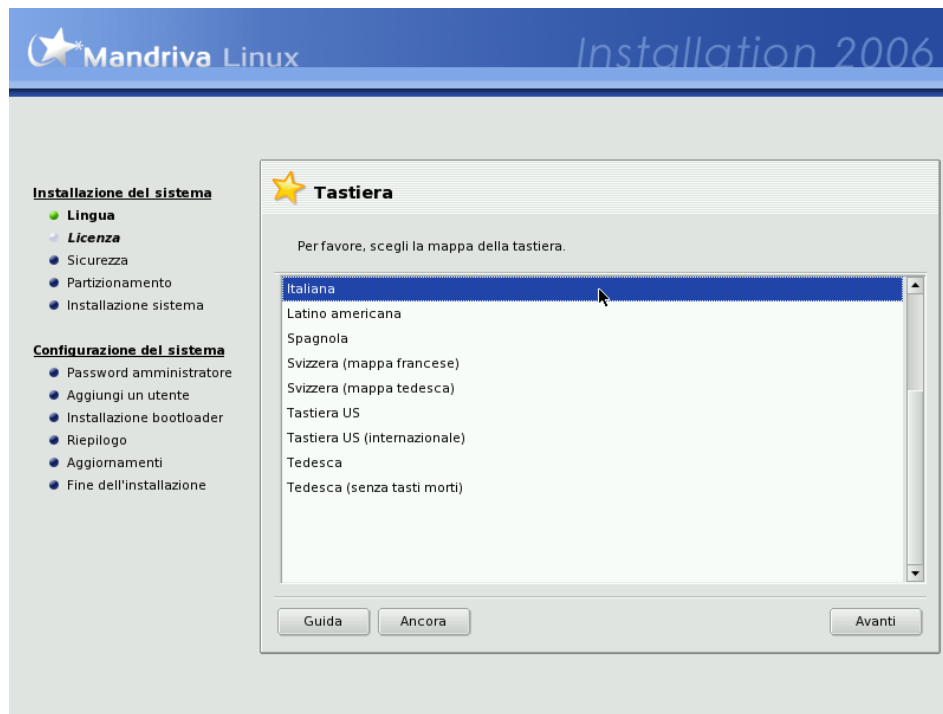 Mandriva Linux
Installation 2006
Installazione del sistema
Lingua
Licenza
Sicurezza
Partizionamento
Installazione sistema
Configurazione del sistema
Password amministratore
Aggiungi un utente
Installazione bootloader
Riepilogo
Aggiornamenti
Fine dell'installazione
Tastiera
Per favore, scegli la mappa della tastiera.
Italiana
Latino americana
Spagnola
Svizzera (mappa francese)
Svizzera (mappa tedesca)
Tastiera US
Tastiera US (internazionale)
Tedesca
Tedesca (senza tasti morti)
Guida
Ancora
Avanti